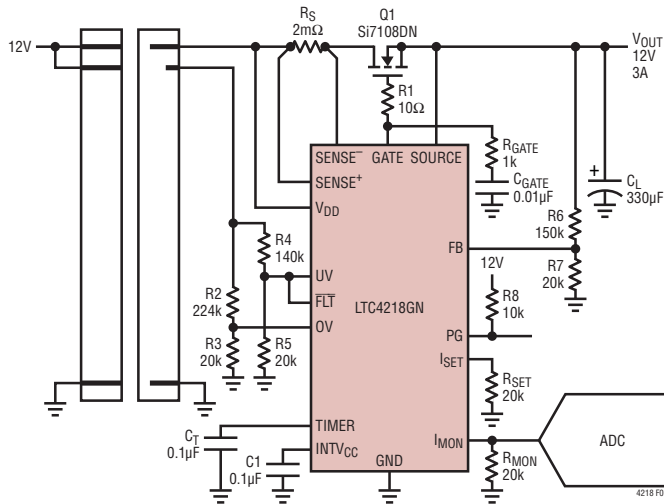 12V
RS
2mΩ
Q1
Si7108DN
VOUT
12V
3A
R1
10Ω
SENSE–
GATE
SOURCE
SENSE+
VDD
UV
FLT
OV
TIMER
INTVCC
GND
LTC4218GN
FB
PG
ISET
IMON
RGATE
1k
CGATE
0.01µF
+
CL
330µF
R6
150k
R7
20k
12V
R8
10k
RSET
20k
RMON
20k
ADC
R4
140k
R2
224k
R3
20k
R5
20k
CT
0.1µF
C1
0.1µF